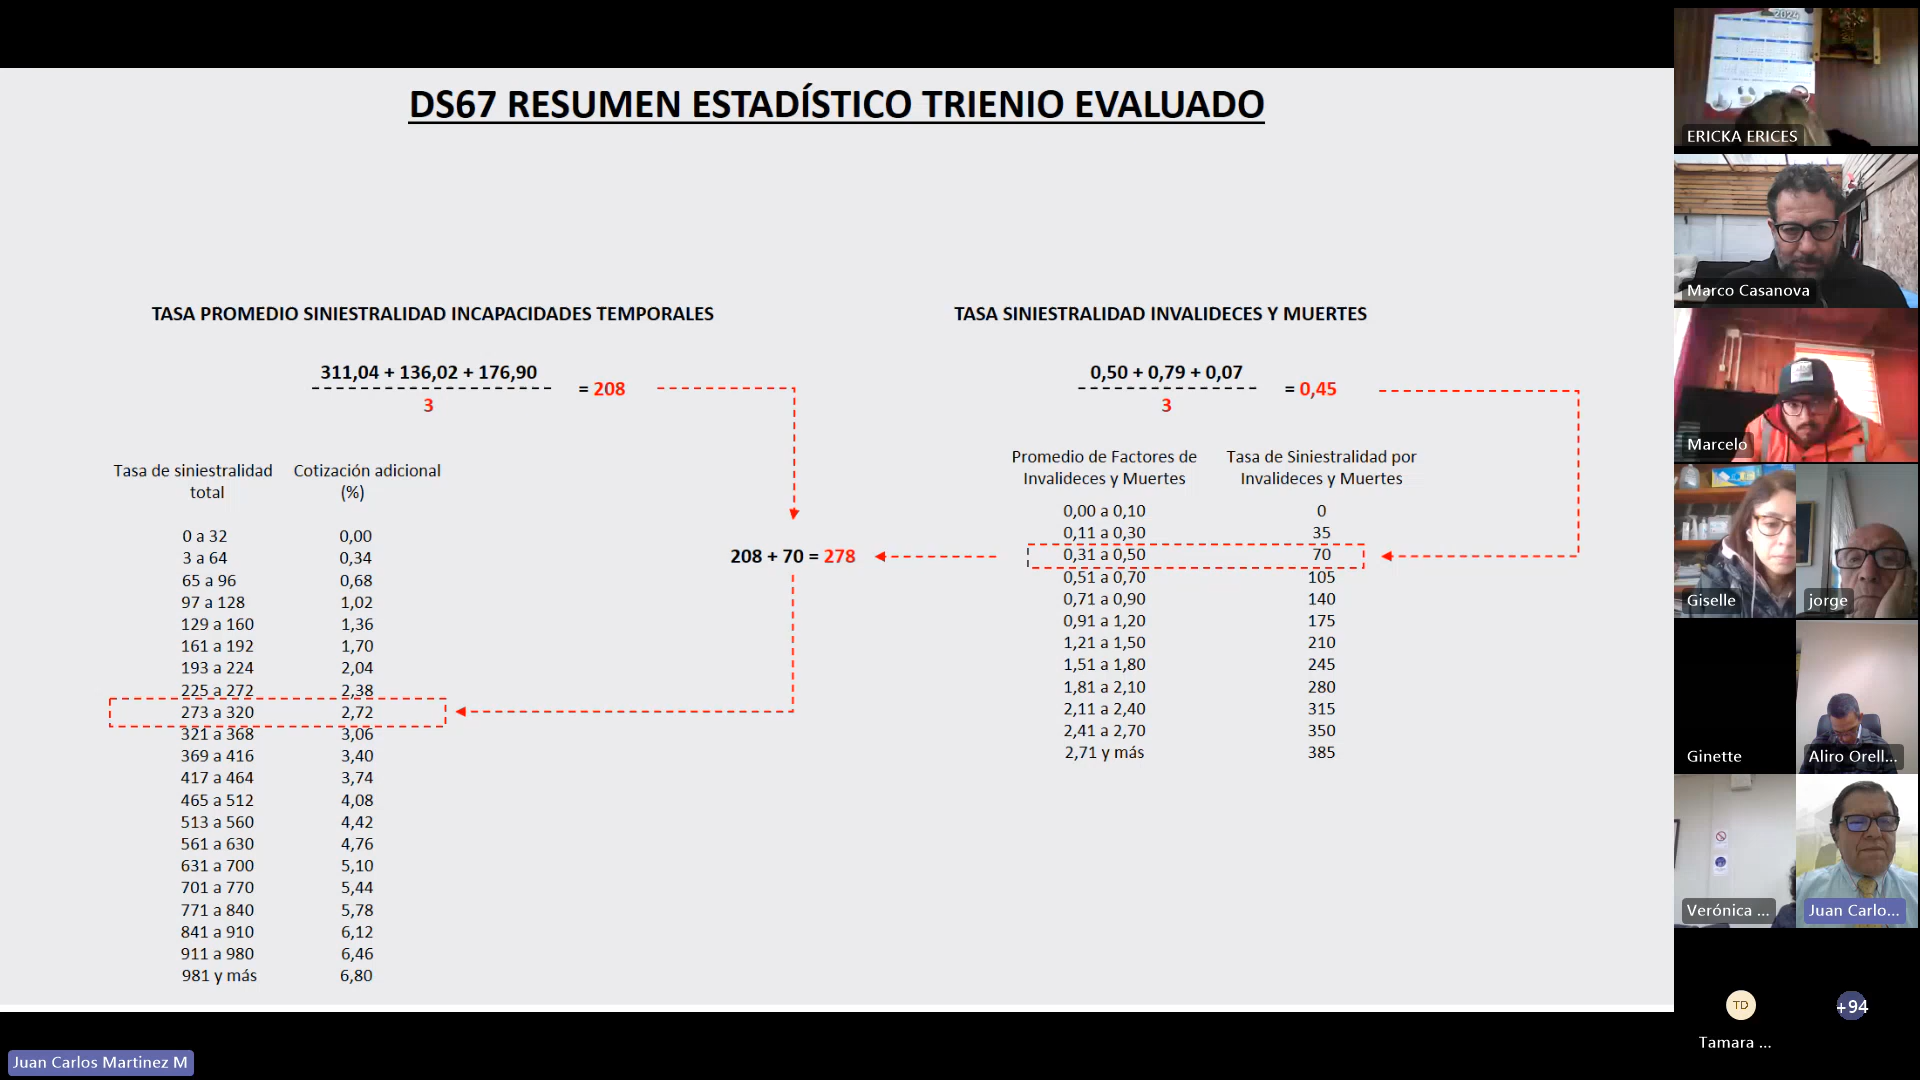 DS67 RESUMEN ESTADÍSTICO TRIENIO EVALUADO
TASA PROMEDIO SINIESTRALIDAD INCAPACIDADES TEMPORALES
311,04 + 136,02 + 176,90
= 208
3
Tasa de siniestralidad total
Cotización adicional (%)
0 a 32 0,00
3 a 64 0,34
65 a 96 0,68
97 a 128 1,02
129 a 160 1,36
161 a 192 1,70
193 a 224 2,04
225 a 272 2,38
273 a 320 2,72
321 a 368 3,06
369 a 416 3,40
417 a 464 3,74
465 a 512 4,08
513 a 560 4,42
561 a 630 4,76
631 a 700 5,10
701 a 770 5,44
771 a 840 5,78
841 a 910 6,12
911 a 980 6,46
981 y más 6,80
208 + 70 = 278
TASA SINIESTRALIDAD INVALIDECES Y MUERTES
0,50 + 0,79 + 0,07
= 0,45
3
Promedio de Factores de Invalideces y Muertes
Tasa de Siniestralidad por Invalideces y Muertes
0,00 a 0,10 0
0,11 a 0,30 35
0,31 a 0,50 70
0,51 a 0,70 105
0,71 a 0,90 140
0,91 a 1,20 175
1,21 a 1,50 210
1,51 a 1,80 245
1,81 a 2,10 280
2,11 a 2,40 315
2,41 a 2,70 350
2,71 y más 385
2024
ERICKA ERICES
Marco Casanova
Marcelo
Giselle
jorge
Ginette
Aliro Orell...
Verónica ...
Juan Carlo...
TD
Tamara ...
+94
Juan Carlos Martinez M